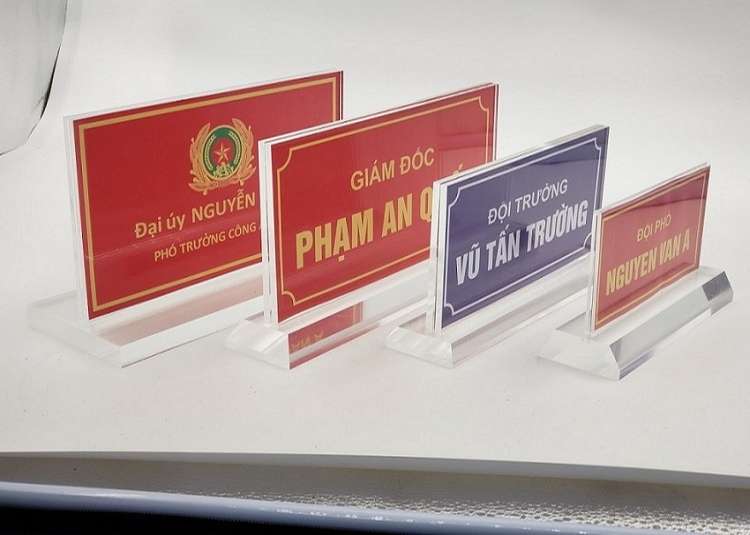 Đại úy NGUYỄN
PHÓ TRƯỞNG CÔNG
GIÁM ĐỐC
PHẠM AN
ĐỘI TRƯỞNG
VŨ TẤN TRƯỜNG
ĐỘI PHÓ
NGUYEN VAN A